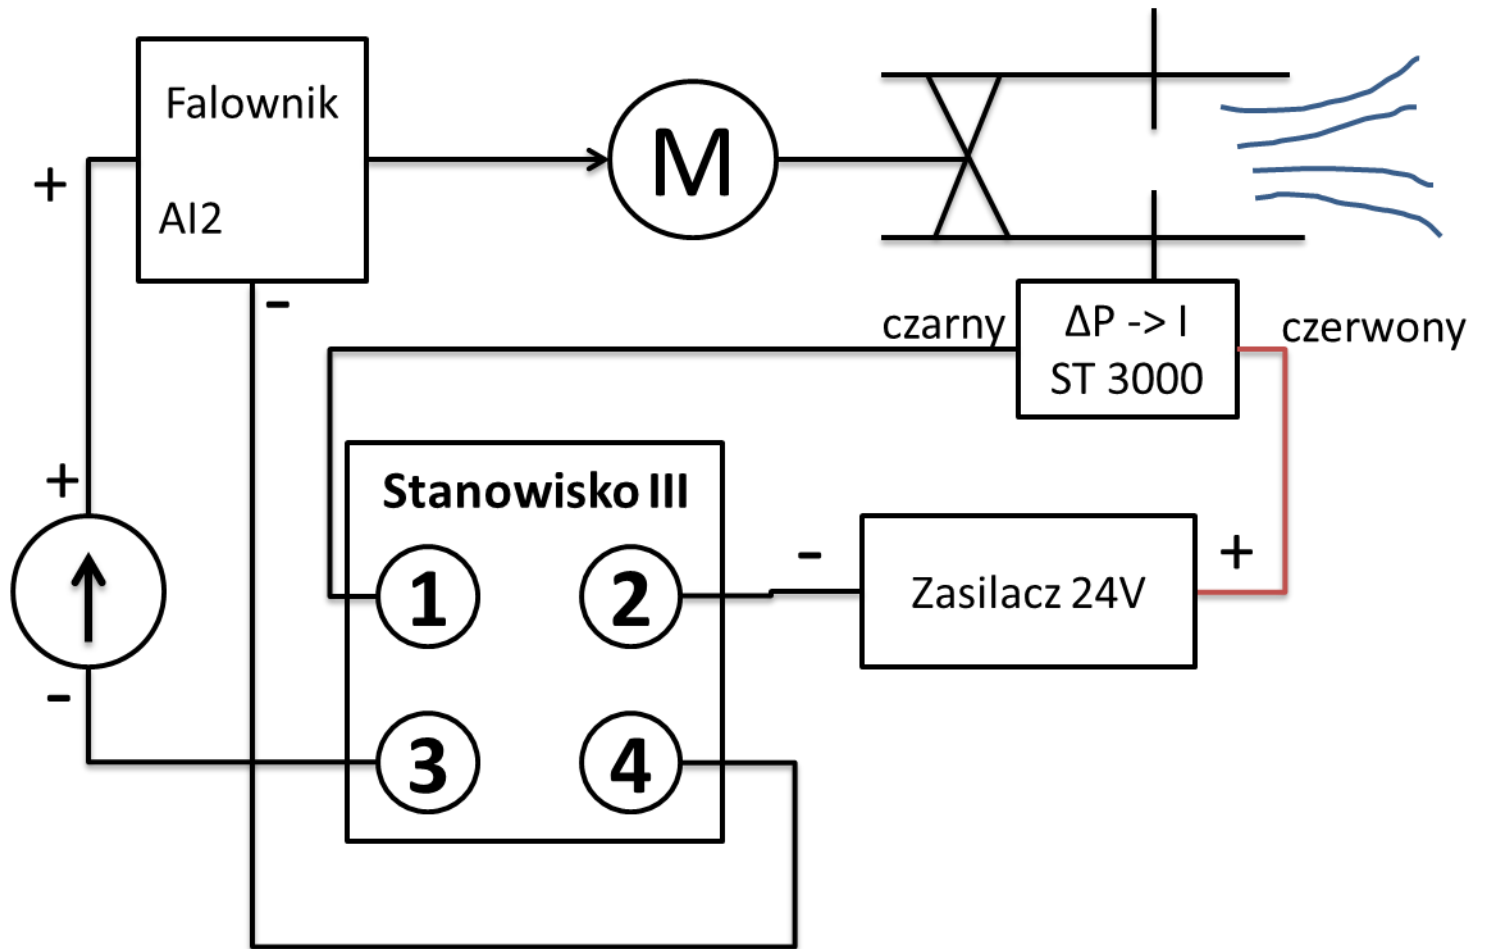 Falownik
AI2
+
-
M
czarny
ΔP -> I
ST 3000
czerwony
+
-
Stanowisko III
1
2
3
4
-
Zasilacz 24V
+